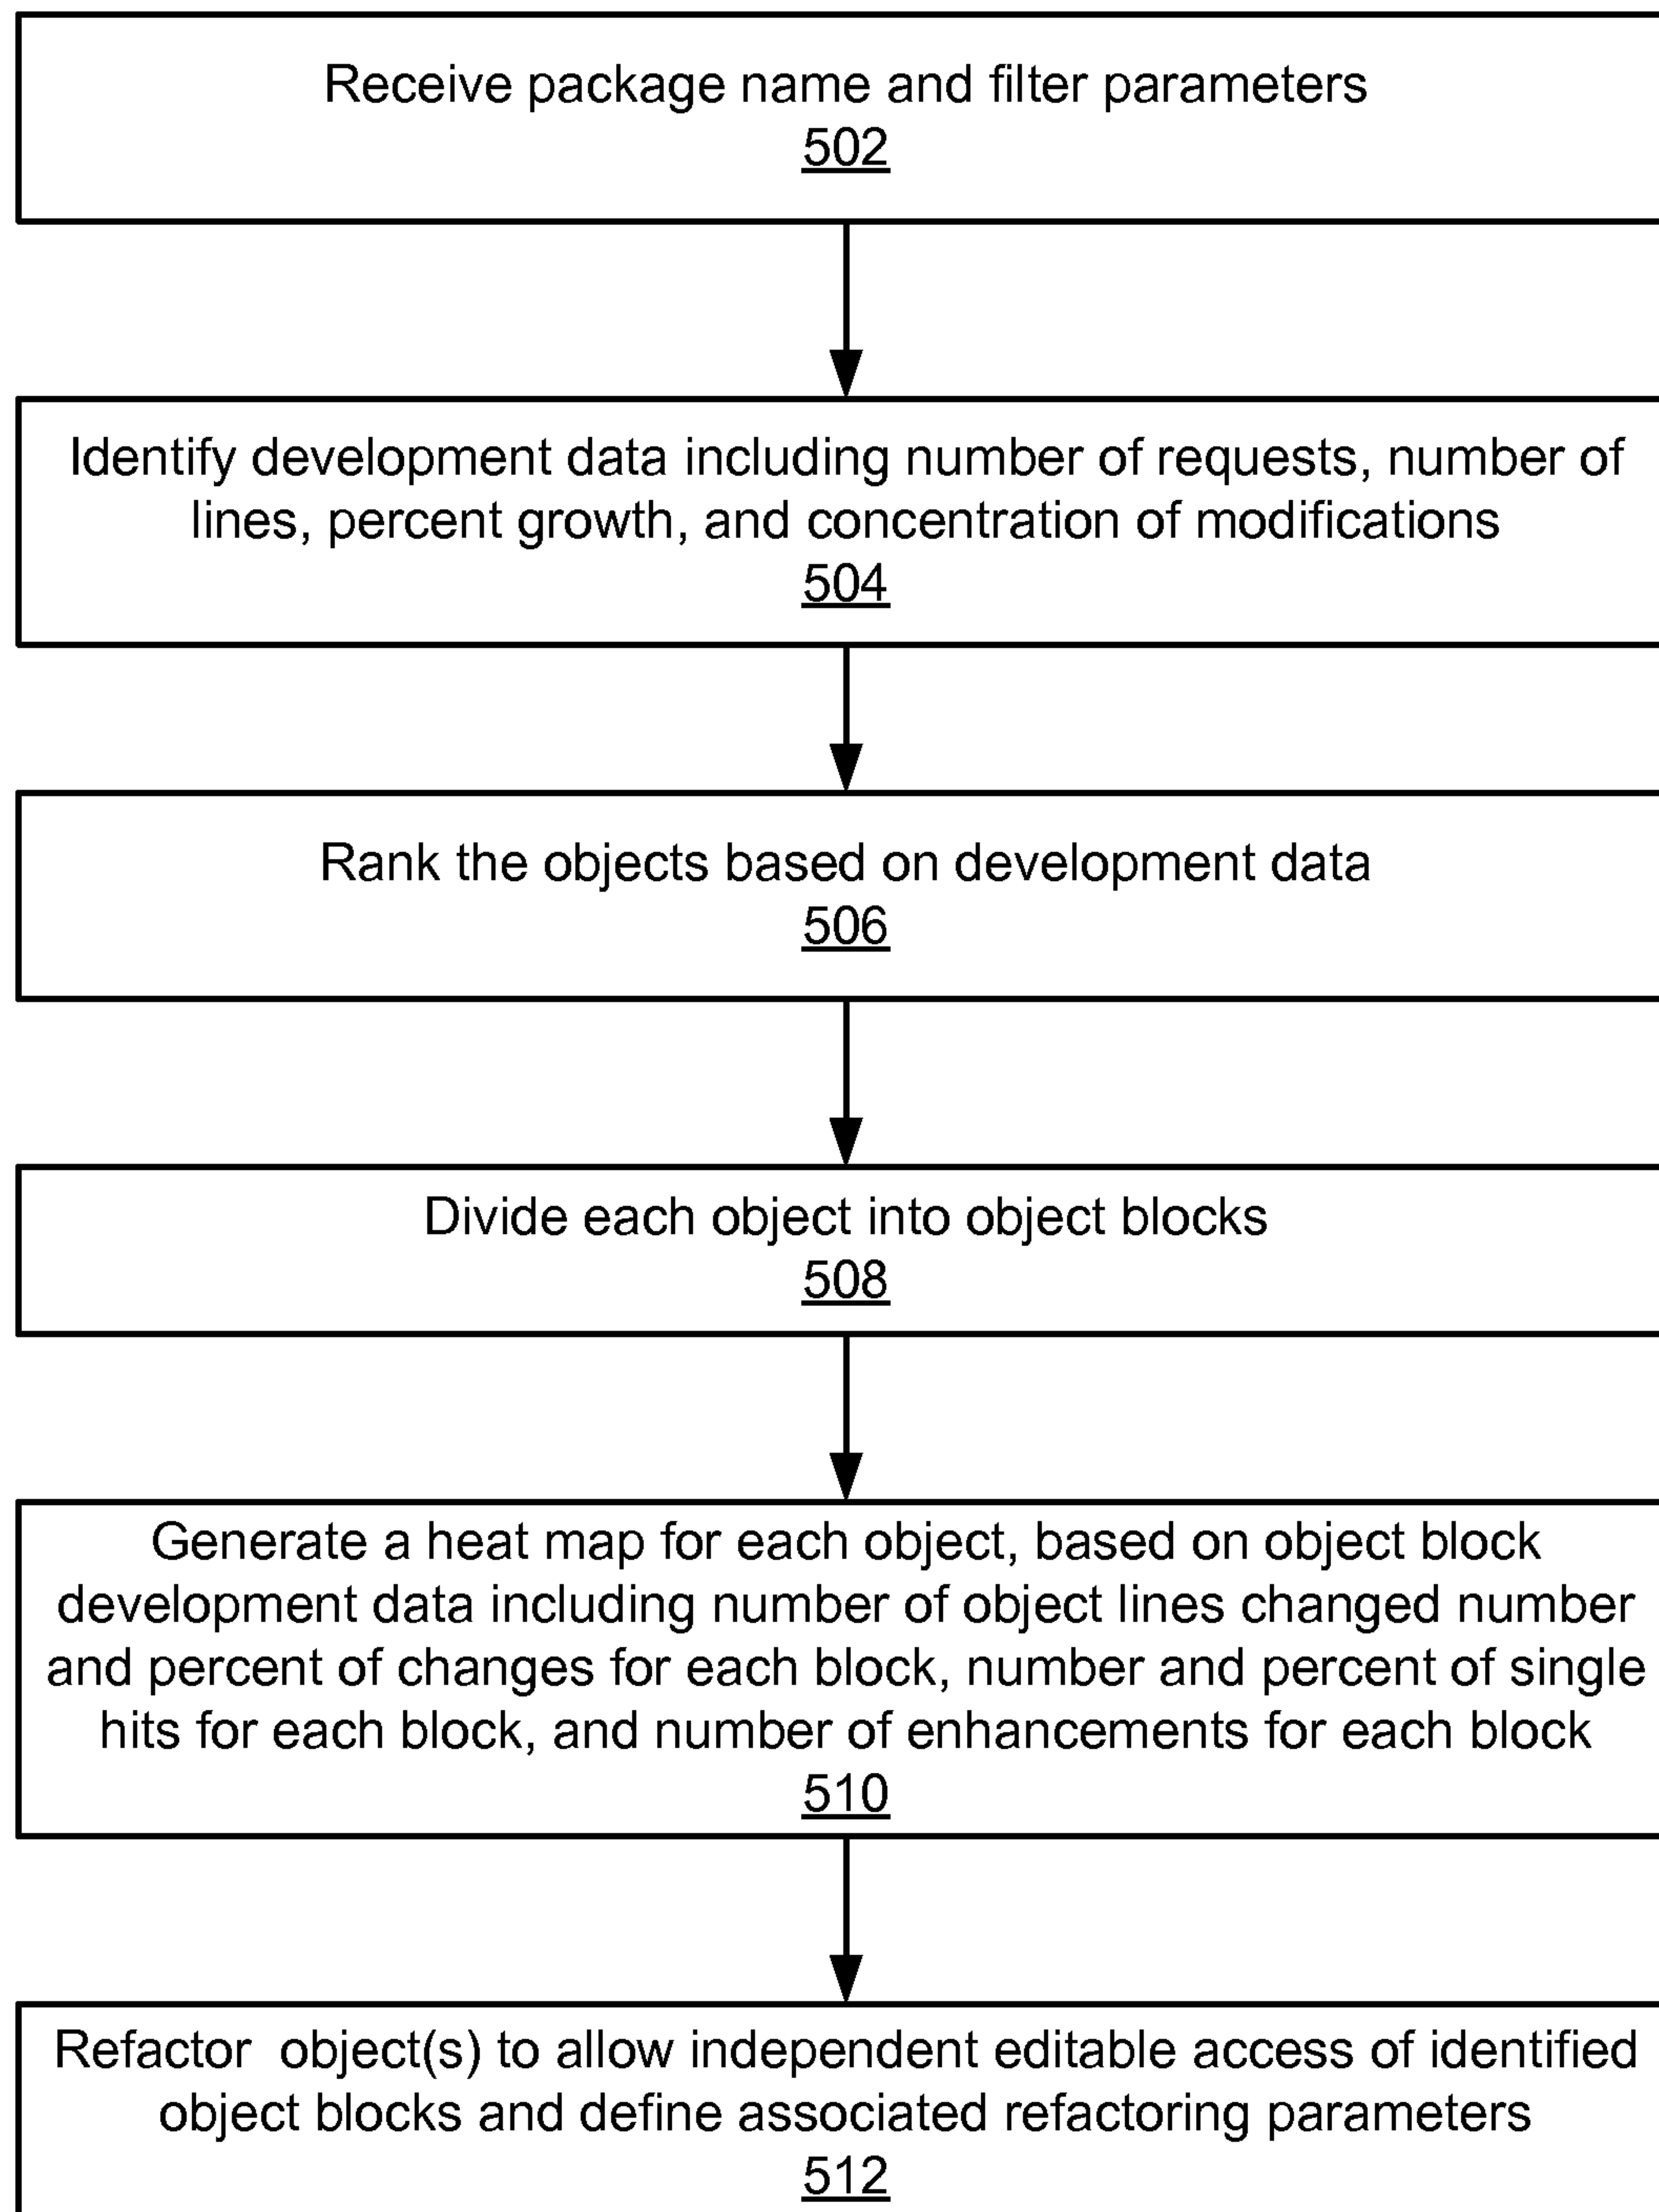 Receive package name and filter parameters
502
Identify development data including number of requests, number of
lines, percent growth, and concentration of modifications
504
Rank the objects based on development data
506
Divide each object into object blocks
508
Generate a heat map for each object, based on object block
development data including number of object lines changed number
and percent of changes for each block, number and percent of single
hits for each block, and number of enhancements for each block
510
Refactor  object(s) to allow independent editable access of identified
object blocks and define associated refactoring parameters
512